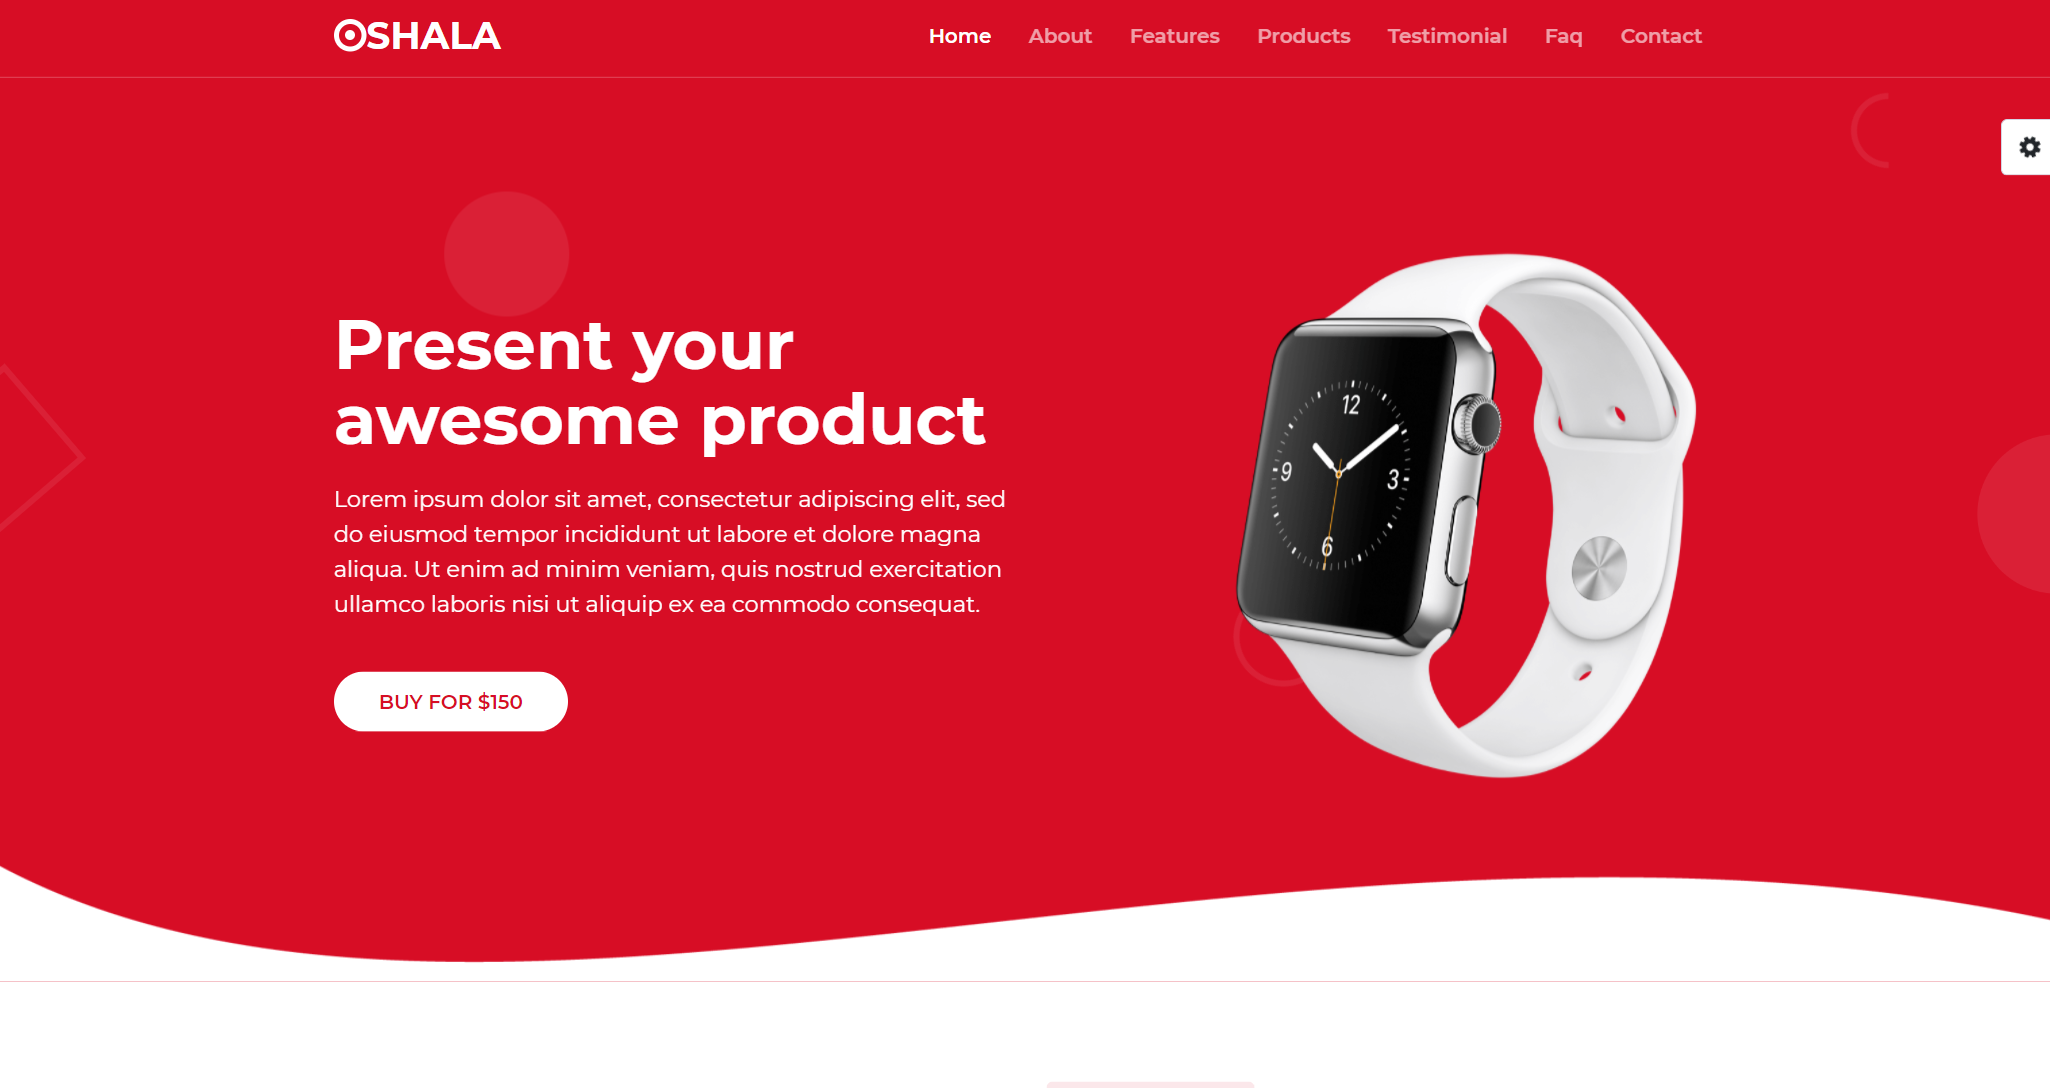 OSHALA
Home About Features Products Testimonial Faq Contact
Present your
awesome product
Lorem ipsum dolor sit amet, consectetur adipiscing elit, sed
do eiusmod tempor incididunt ut labore et dolore magna
aliqua. Ut enim ad minim veniam, quis nostrud exercitation
ullamco laboris nisi ut aliquip ex ea commodo consequat.
BUY FOR $150
12
9
3
6